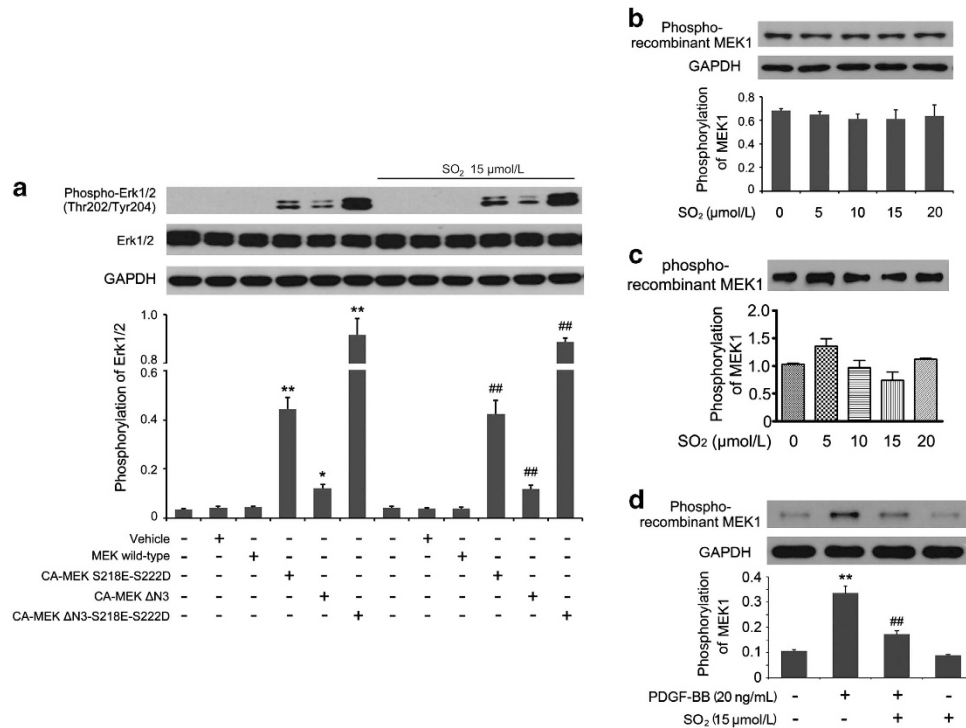 a
SO₂ 15 µmol/L
Phospho-Erk1/2
(Thr202/Tyr204)
Erk1/2
GAPDH
Phosphorylation of Erk1/2
1.0
0.8
0.6
0.4
0.2
0
** * ** ## ## ##
Vehicle - + - - - - - + - - - -
MEK wild-type - - + - - - - - + - - -
CA-MEK S218E-S222D - - - + - - - - - + - -
CA-MEK ΔN3 - - - - + - - - - - + -
CA-MEK ΔN3-S218E-S222D - - - - - + - - - - - +
b
Phospho-
recombinant MEK1
GAPDH
Phosphorylation
of MEK1
0.8
0.6
0.4
0.2
0
SO₂ (µmol/L) 0 5 10 15 20
c
phospho-
recombinant MEK1
Phosphorylation
of MEK1
2.0
1.5
1.0
0.5
0
SO₂ (µmol/L) 0 5 10 15 20
d
Phospho-
recombinant MEK1
GAPDH
Phosphorylation
of MEK1
0.4
0.3
0.2
0.1
0
** ##
PDGF-BB (20 ng/mL) - + + -
SO₂ (15 µmol/L) - - + +